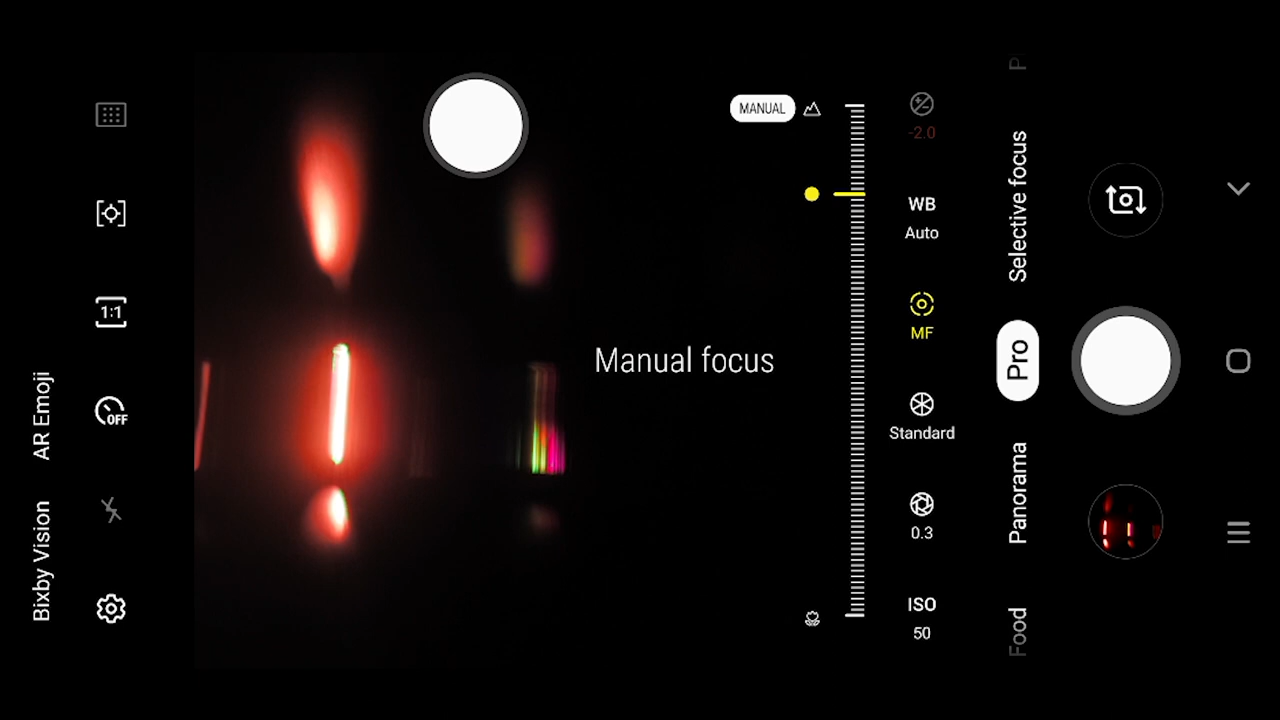 AR Emoji
Bixby Vision
1:1
OFF
Manual focus
MANUAL
-2.0
WB
Auto
MF
Standard
0.3
ISO
50
P
Selective focus
Pro
Panorama
Food